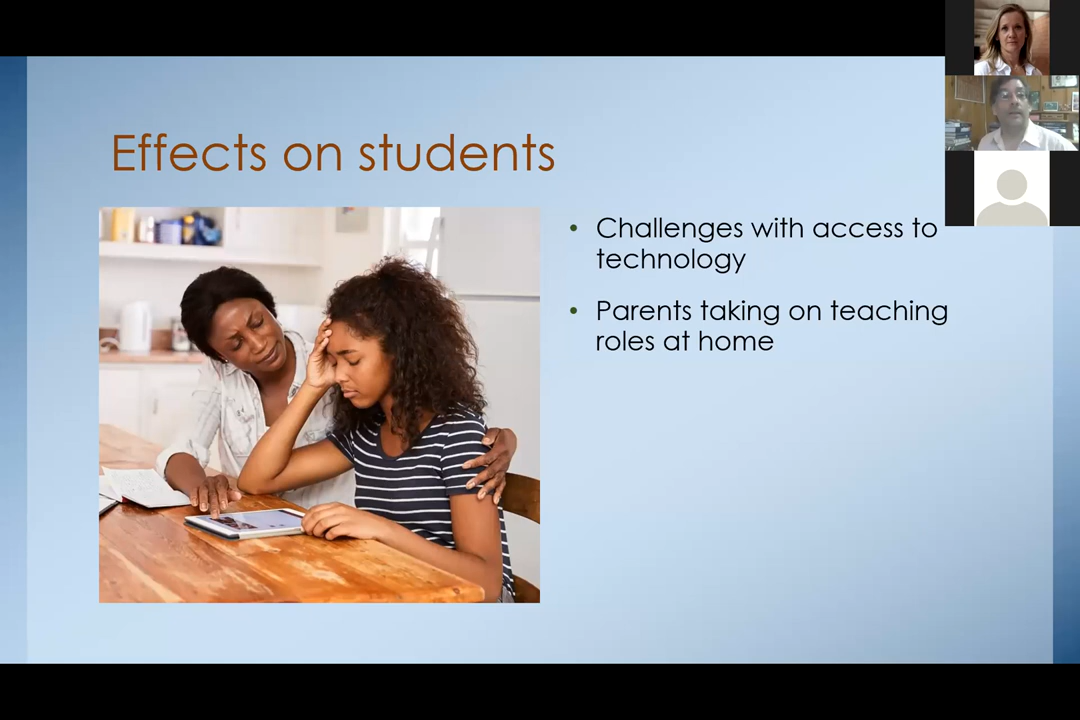 Effects on students
• Challenges with access to
technology
• Parents taking on teaching
roles at home